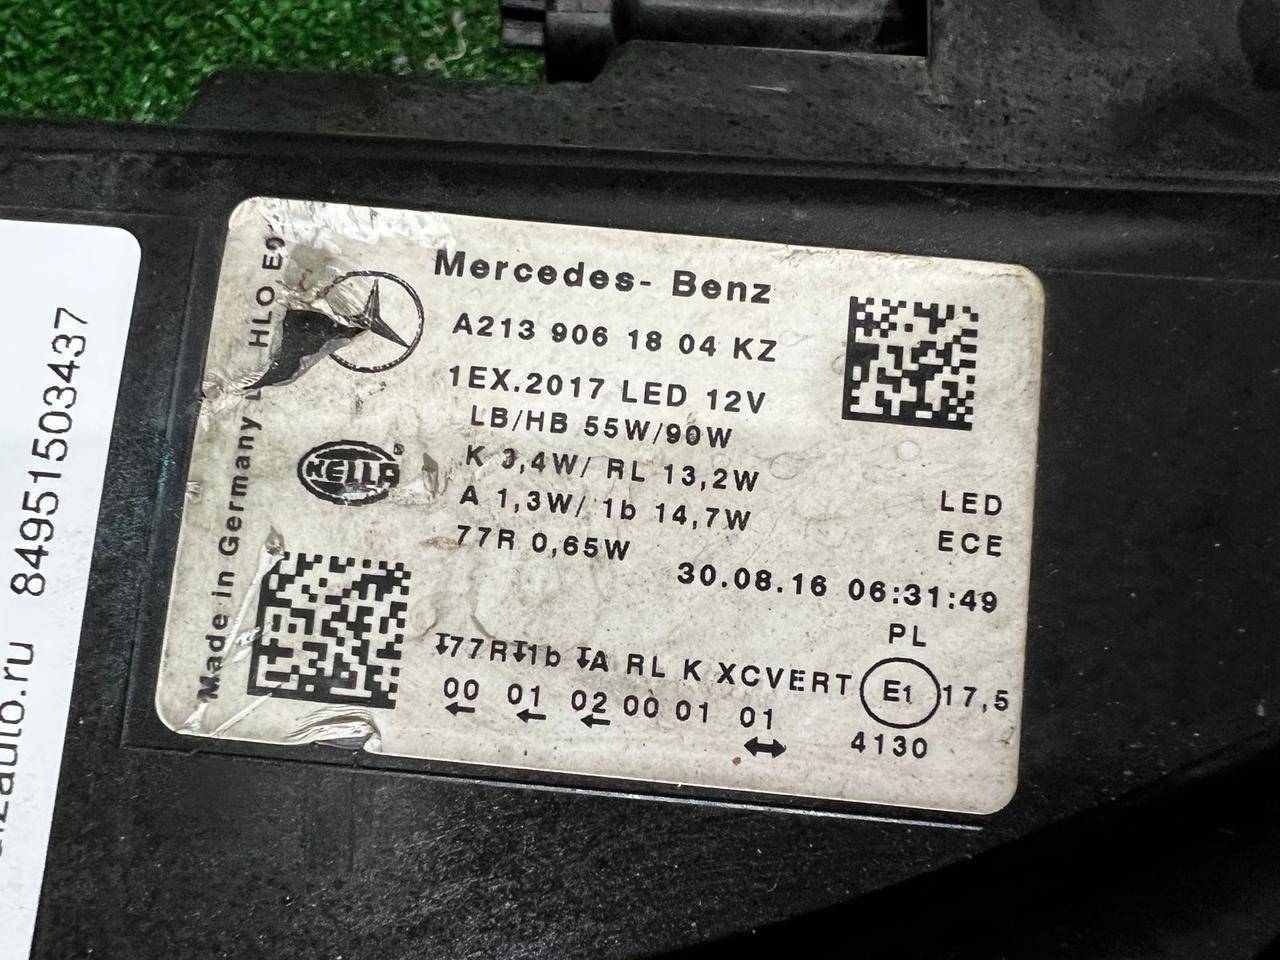 Mercedes- Benz
A213 906 18 04 KZ
1EX.2017 LED 12V
LB/HB 55W/90W
K 3,4W/ RL 13,2W
A 1,3W/ 1b 14,7W
77R 0,65W
LED
ECE
30.08.16 06:31:49
PL
77R 1b A RL K XCVERT
E1
17,5
00 01 02 00 01 01
4130
HELLA
Made in Germany
HLO
84951503437